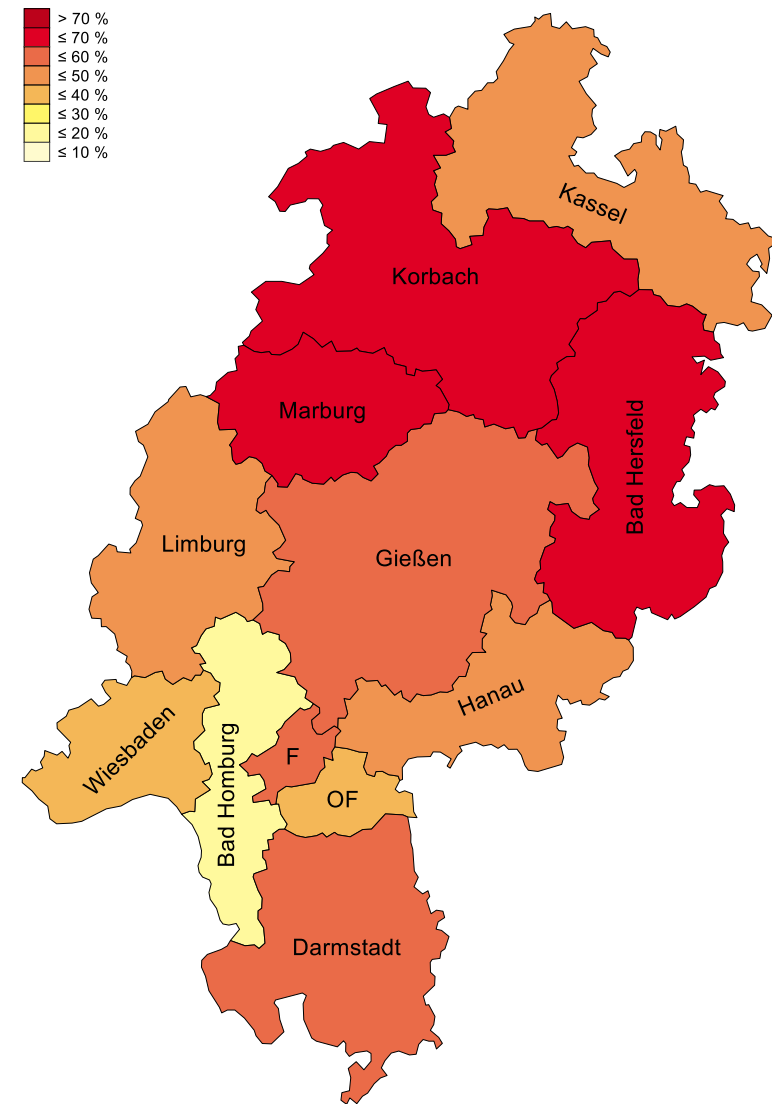 > 70 %
≤ 70 %
≤ 60 %
≤ 50 %
≤ 40 %
≤ 30 %
≤ 20 %
≤ 10 %
Kassel
Korbach
Marburg
Bad Hersfeld
Limburg
Gießen
Hanau
Wiesbaden
Bad Homburg
F
OF
Darmstadt